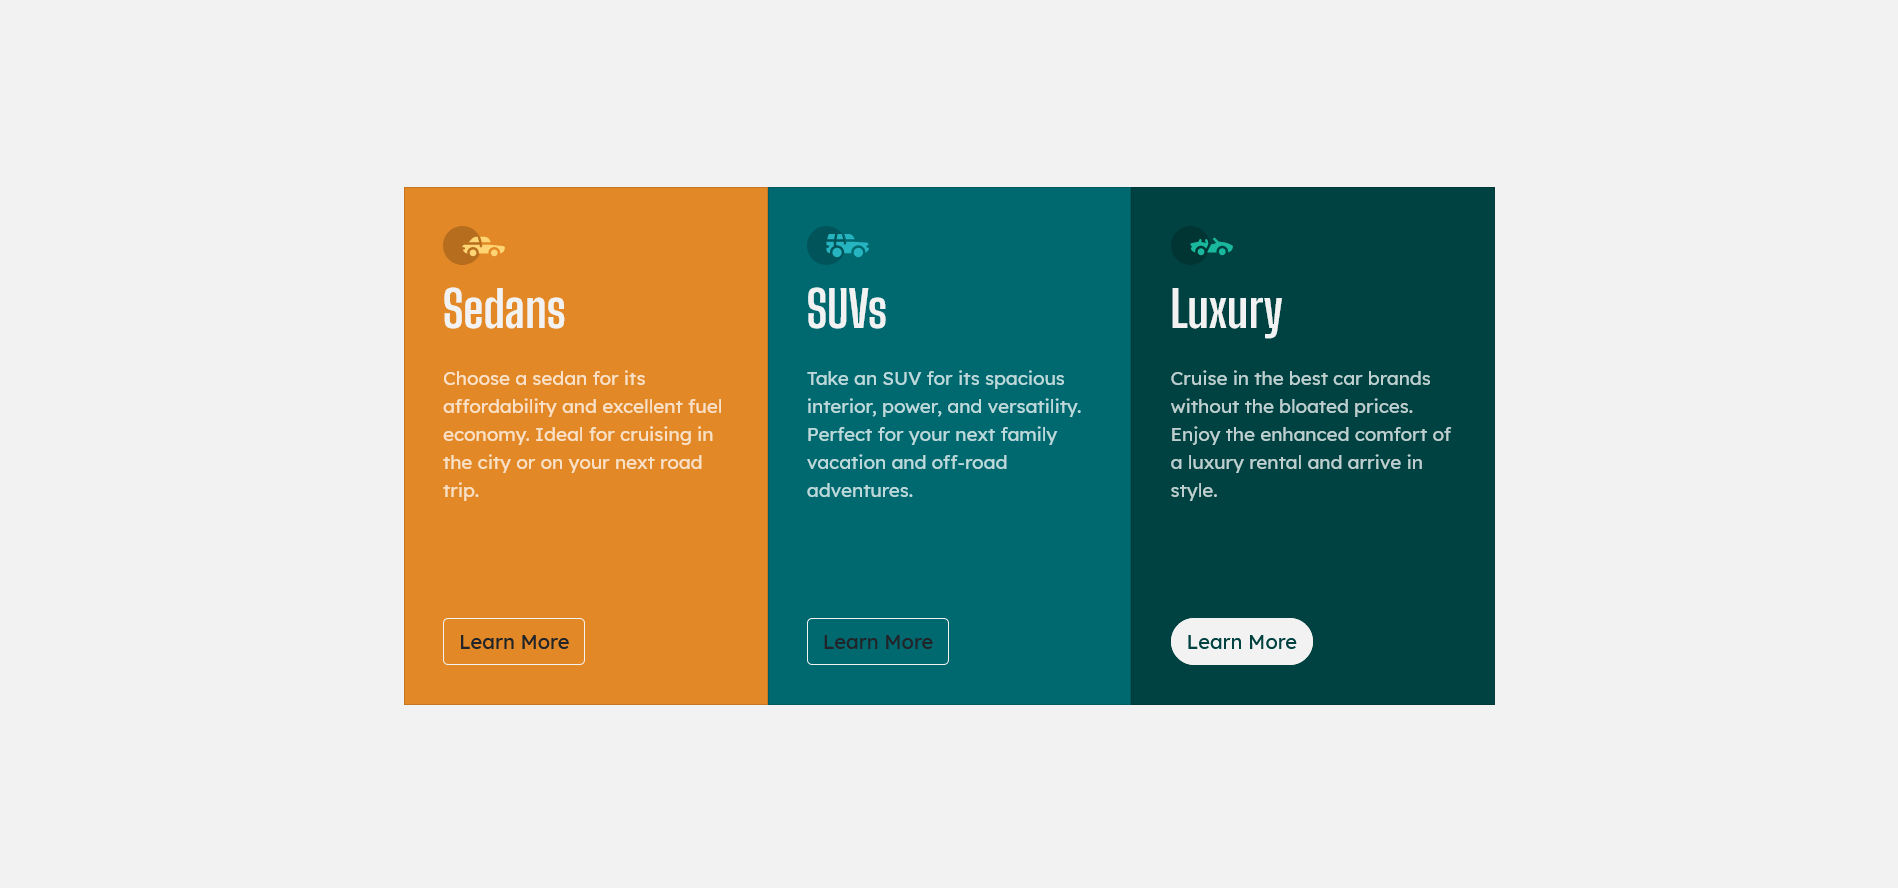 Sedans
Choose a sedan for its
affordability and excellent fuel
economy. Ideal for cruising in
the city or on your next road
trip.
Learn More
SUVs
Take an SUV for its spacious
interior, power, and versatility.
Perfect for your next family
vacation and off-road
adventures.
Learn More
Luxury
Cruise in the best car brands
without the bloated prices.
Enjoy the enhanced comfort of
a luxury rental and arrive in
style.
Learn More